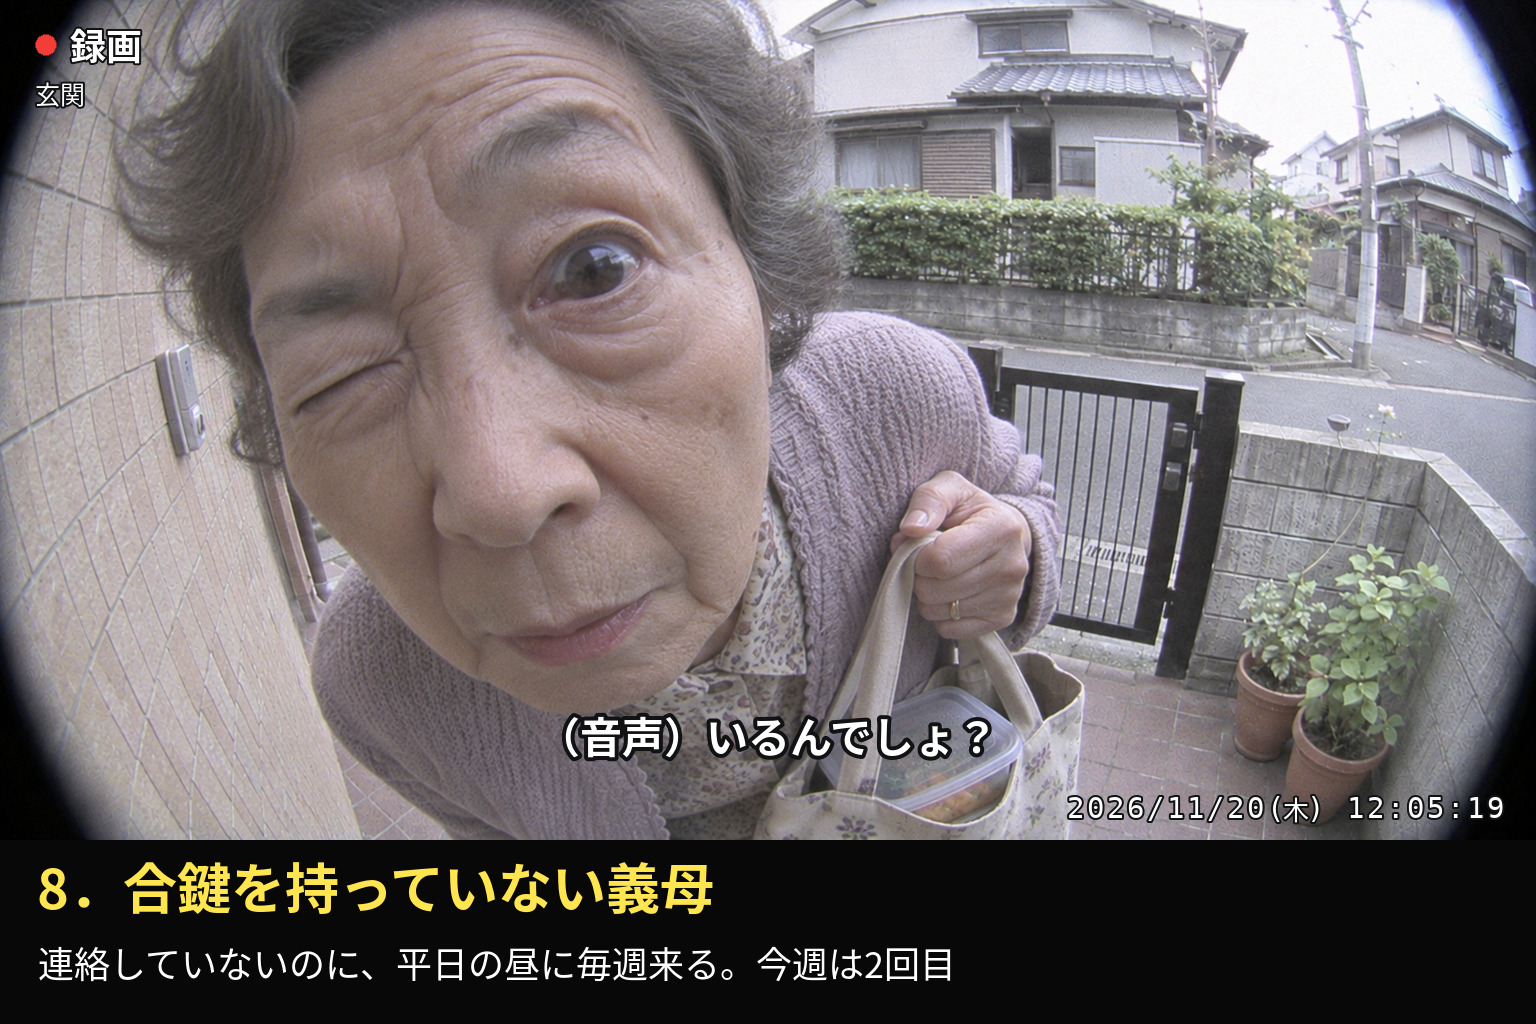 録画
玄関
（音声）いるんでしょ？
2026/11/20(木) 12:05:19
8. 合鍵を持っていない義母
連絡していないのに、平日の昼に毎週来る。今週は2回目